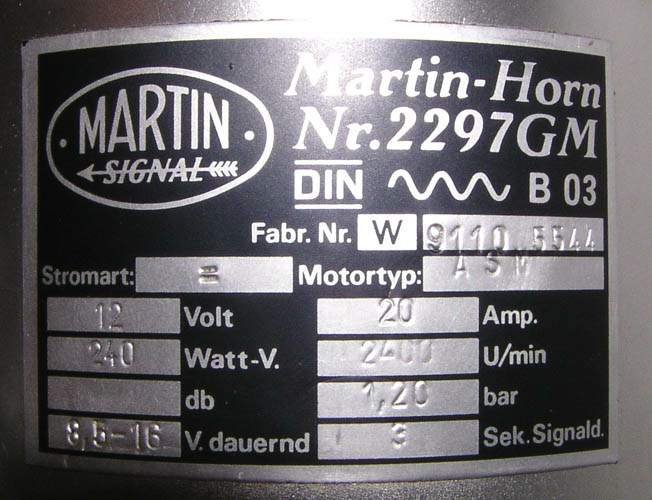 MARTIN
SIGNAL
Martin-Horn
Nr.2297GM
DIN B 03
Fabr. Nr. W 9110 5544
Stromart: = Motortyp: ASM
12 Volt 20 Amp.
240 Watt-V. 2400 U/min
db 1,20 bar
8,5-16 V. dauernd 3 Sek.Signald.